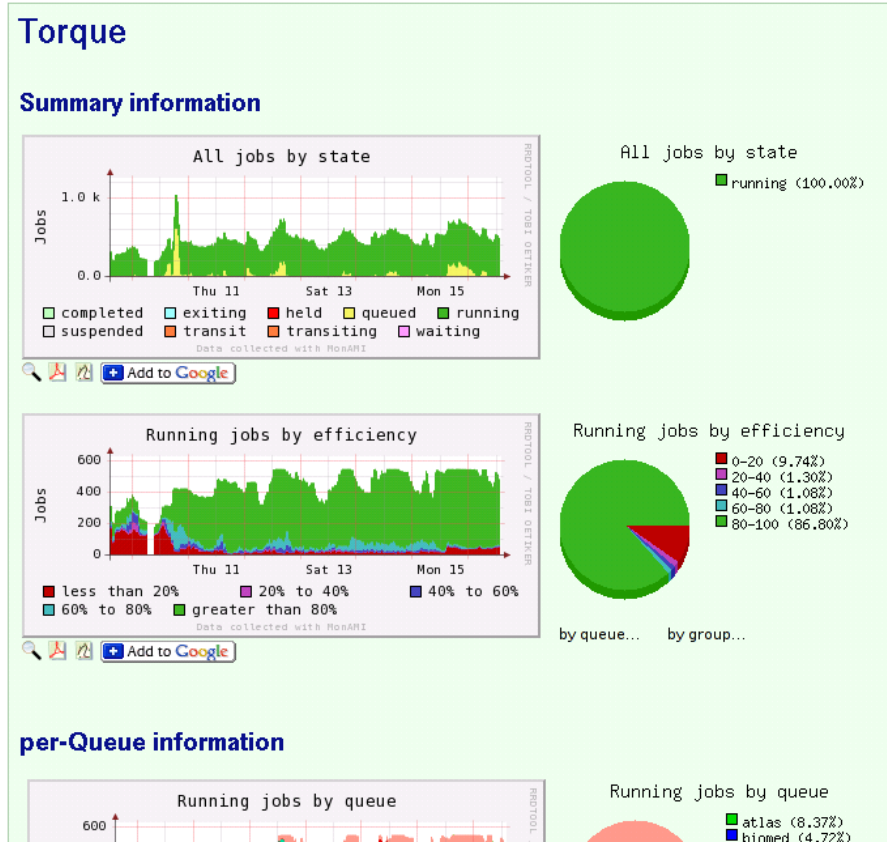 Torque
Summary information
All jobs by state
1.0 k
0.0
Jobs
Thu 11 Sat 13 Mon 15
completed exiting held queued running
suspended transit transiting waiting
Data collected with MonAMI
RRDTOOL / TOBI OETIKER
All jobs by state
running (100.00%)
Add to Google
Running jobs by efficiency
600
400
200
0
Jobs
Thu 11 Sat 13 Mon 15
less than 20% 20% to 40% 40% to 60%
60% to 80% greater than 80%
Data collected with MonAMI
RRDTOOL / TOBI OETIKER
Running jobs by efficiency
0-20 (9.74%)
20-40 (1.30%)
40-60 (1.08%)
60-80 (1.08%)
80-100 (86.80%)
by queue... by group...
Add to Google
per-Queue information
Running jobs by queue
600
RRDTOOL
Running jobs by queue
atlas (8.37%)
biomed (4.72%)